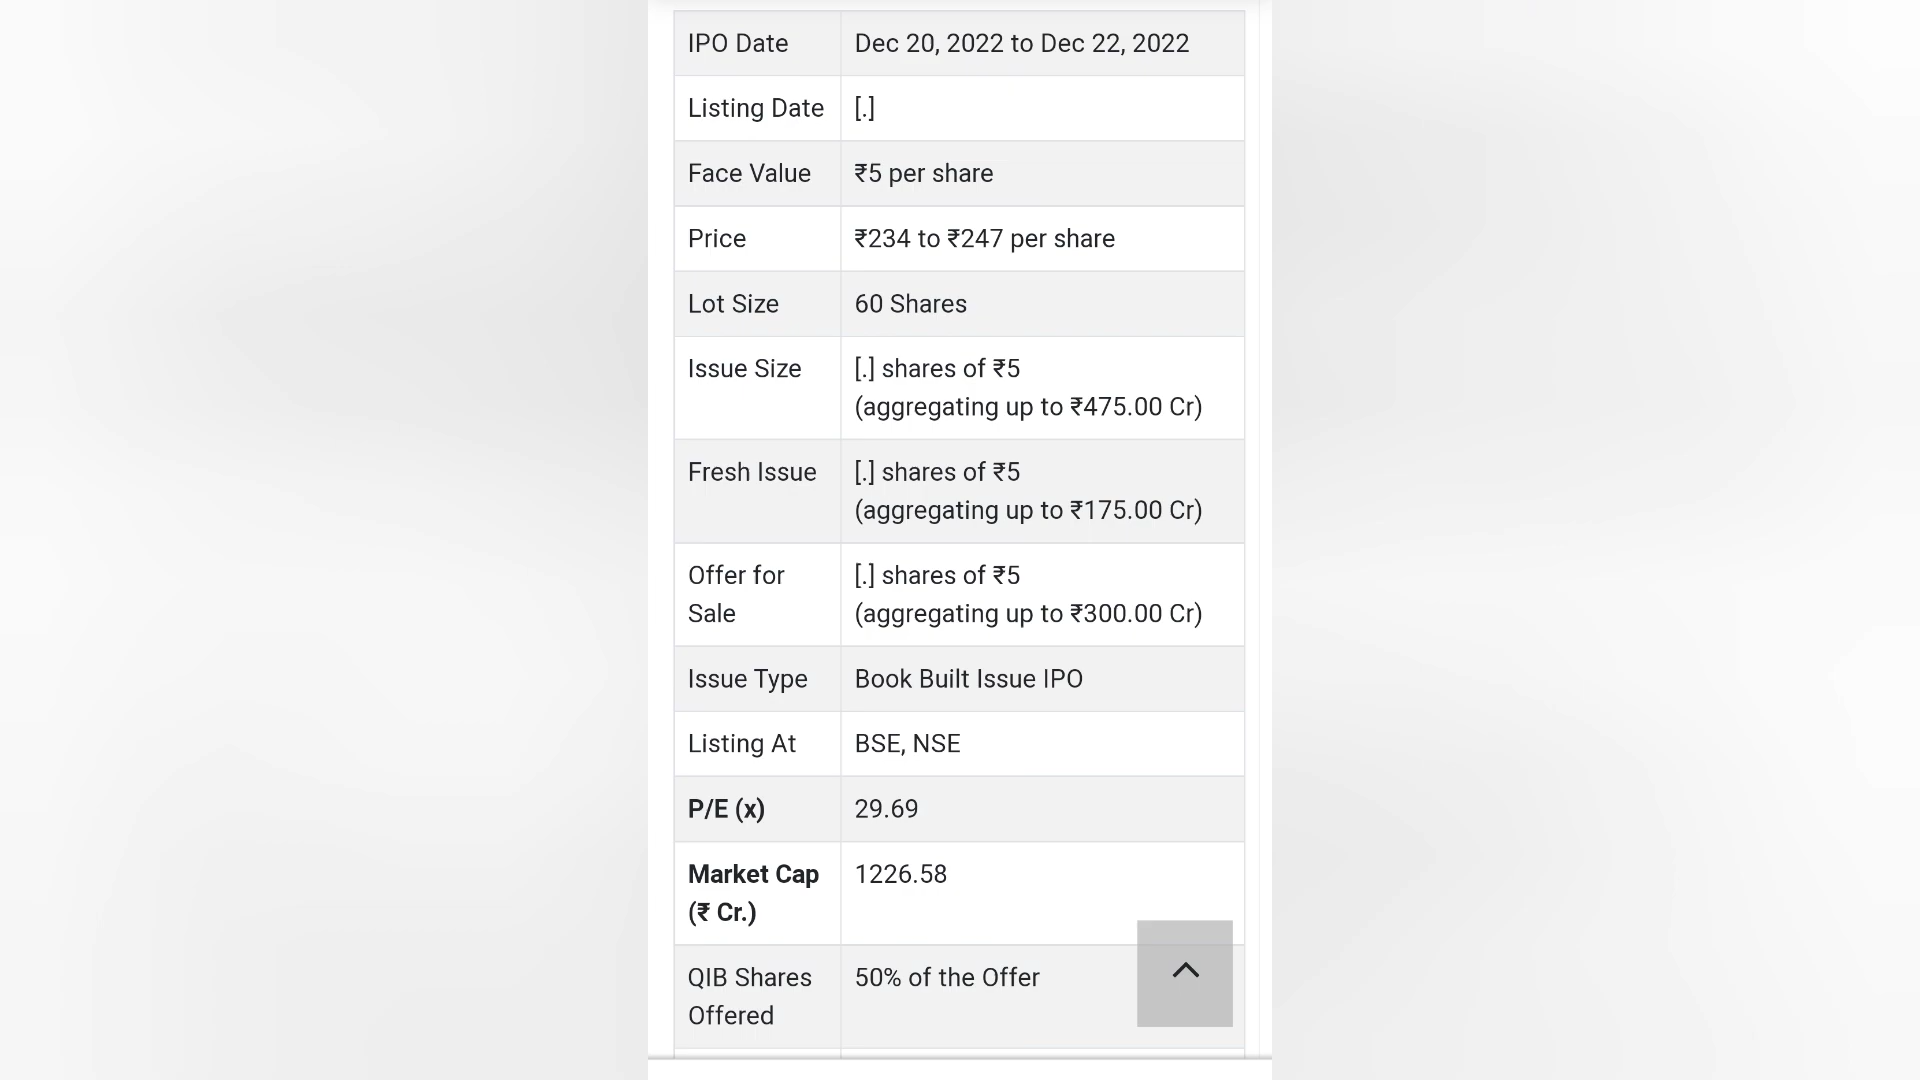 IPO Date Dec 20, 2022 to Dec 22, 2022
Listing Date [.]
Face Value ₹5 per share
Price ₹234 to ₹247 per share
Lot Size 60 Shares
Issue Size [.] shares of ₹5
(aggregating up to ₹475.00 Cr)
Fresh Issue [.] shares of ₹5
(aggregating up to ₹175.00 Cr)
Offer for [.] shares of ₹5
Sale (aggregating up to ₹300.00 Cr)
Issue Type Book Built Issue IPO
Listing At BSE, NSE
P/E (x) 29.69
Market Cap 1226.58
(₹ Cr.)
QIB Shares 50% of the Offer
Offered